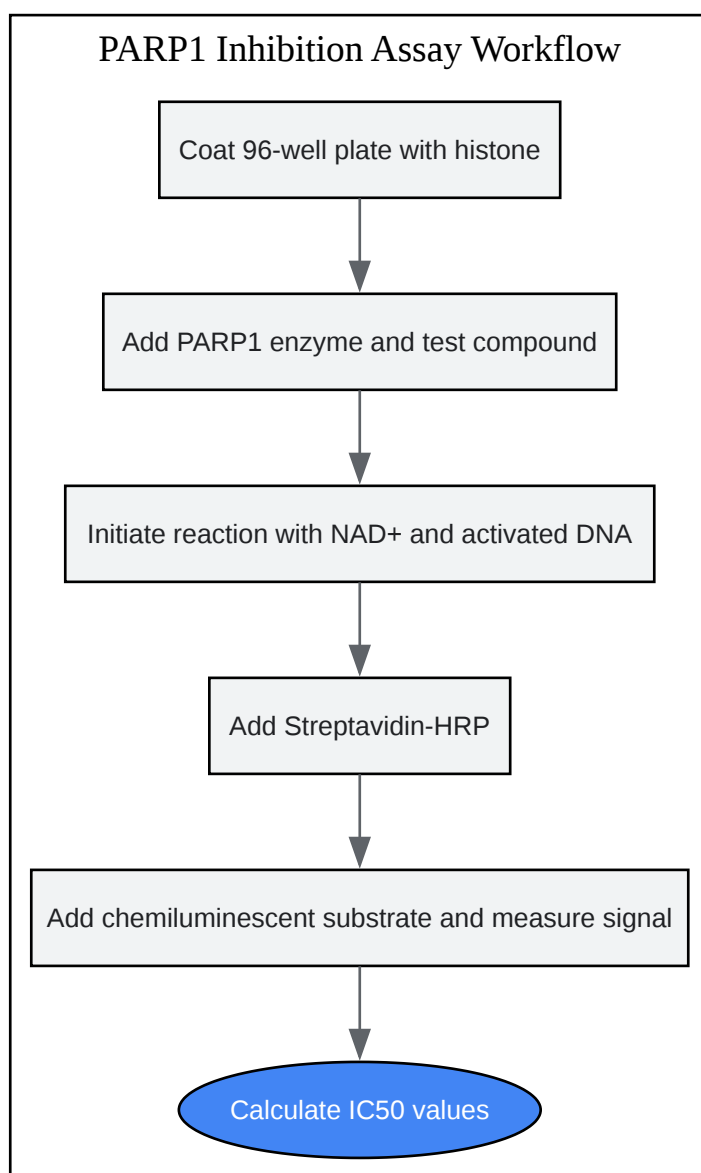 PARP1 Inhibition Assay Workflow
Coat 96-well plate with histone
Add PARP1 enzyme and test compound
Initiate reaction with NAD+ and activated DNA
Add Streptavidin-HRP
Add chemiluminescent substrate and measure signal
Calculate IC50 values